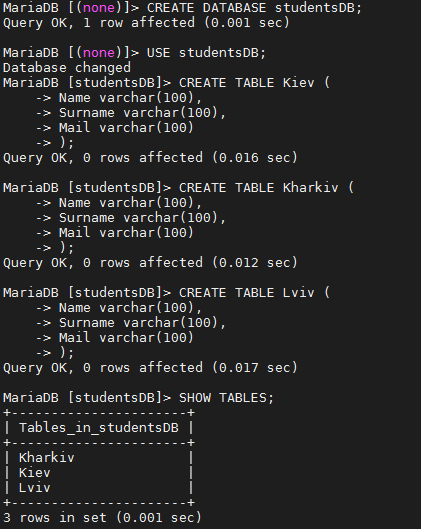 MariaDB [(none)]> CREATE DATABASE studentsDB;
Query OK, 1 row affected (0.001 sec)
MariaDB [(none)]> USE studentsDB;
Database changed
MariaDB [studentsDB]> CREATE TABLE Kiev (
    -> Name varchar(100),
    -> Surname varchar(100),
    -> Mail varchar(100)
    -> );
Query OK, 0 rows affected (0.016 sec)
MariaDB [studentsDB]> CREATE TABLE Kharkiv (
    -> Name varchar(100),
    -> Surname varchar(100),
    -> Mail varchar(100)
    -> );
Query OK, 0 rows affected (0.012 sec)
MariaDB [studentsDB]> CREATE TABLE Lviv (
    -> Name varchar(100),
    -> Surname varchar(100),
    -> Mail varchar(100)
    -> );
Query OK, 0 rows affected (0.017 sec)
MariaDB [studentsDB]> SHOW TABLES;
+----------------------+
| Tables_in_studentsDB |
+----------------------+
| Kharkiv              |
| Kiev                 |
| Lviv                 |
+----------------------+
3 rows in set (0.001 sec)